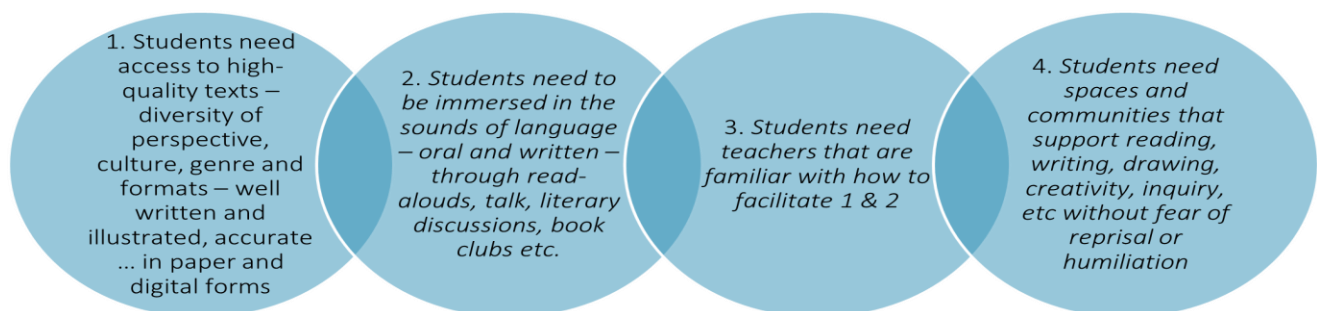 1. Students need
access to high-
quality texts –
diversity of
perspective,
culture, genre and
formats – well
written and
illustrated, accurate
... in paper and
digital forms
2. Students need to
be immersed in the
sounds of language
– oral and written –
through read-
alouds, talk, literary
discussions, book
clubs etc.
3. Students need
teachers that are
familiar with how to
facilitate 1 & 2
4. Students need
spaces and
communities that
support reading,
writing, drawing,
creativity, inquiry,
etc without fear of
reprisal or
humiliation